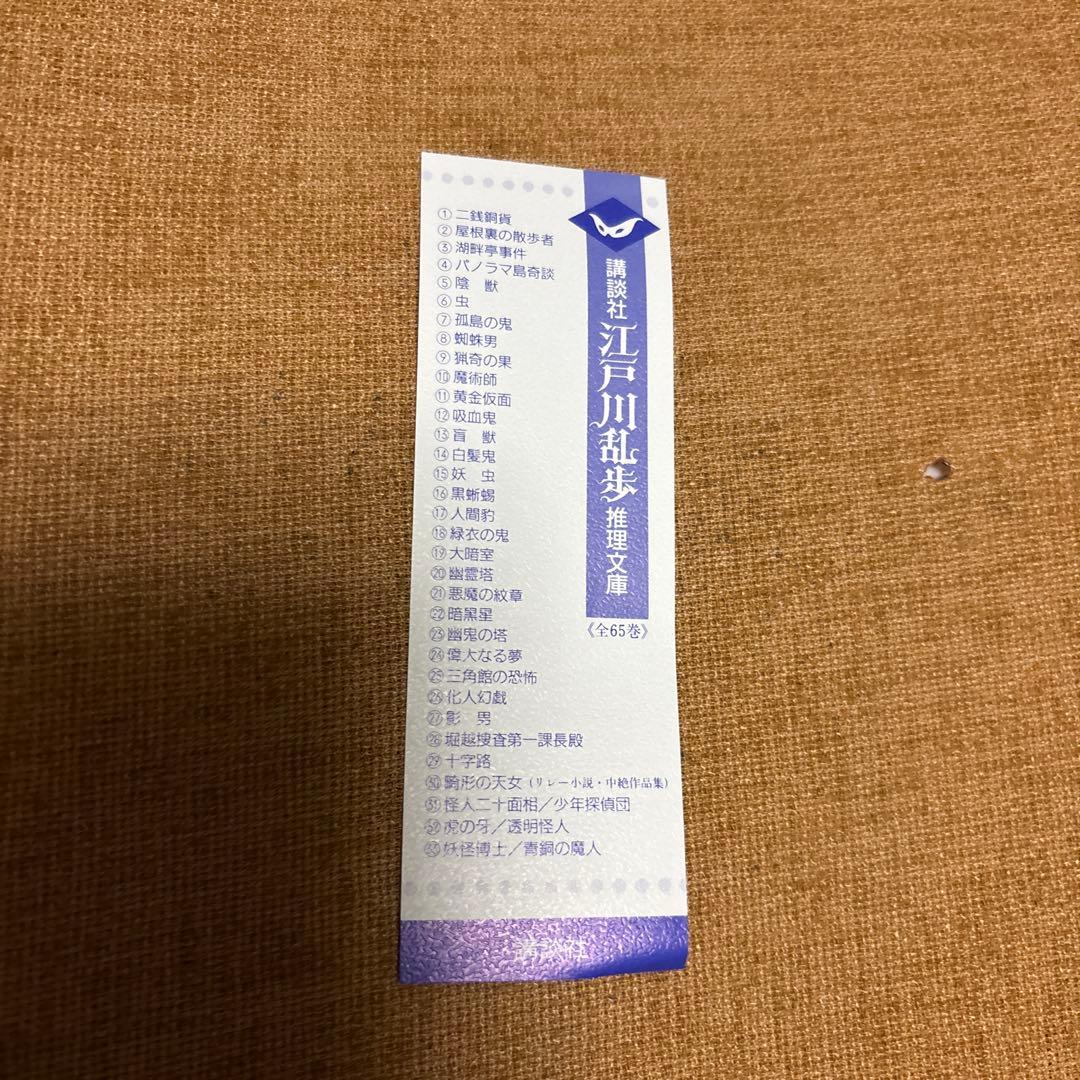 講談社 江戸川乱歩 推理文庫
《全65巻》
①二銭銅貨
②屋根裏の散歩者
③湖畔亭事件
④パノラマ島奇談
⑤陰　獣
⑥虫
⑦孤島の鬼
⑧蜘蛛男
⑨猟奇の果
⑩魔術師
⑪黄金仮面
⑫吸血鬼
⑬盲　獣
⑭白髪鬼
⑮妖　虫
⑯黒蜥蜴
⑰人間豹
⑱緑衣の鬼
⑲大暗室
⑳幽霊塔
㉑悪魔の紋章
㉒暗黒星
㉓幽鬼の塔
㉔偉大なる夢
㉕三角館の恐怖
㉖化人幻戯
㉗影　男
㉘堀越捜査第一課長殿
㉙十字路
㉚畸形の天女（リレー小説・中絶作品集）
㉛怪人二十面相／少年探偵団
㉜虎の牙／透明怪人
㉝妖怪博士／青銅の魔人
講談社